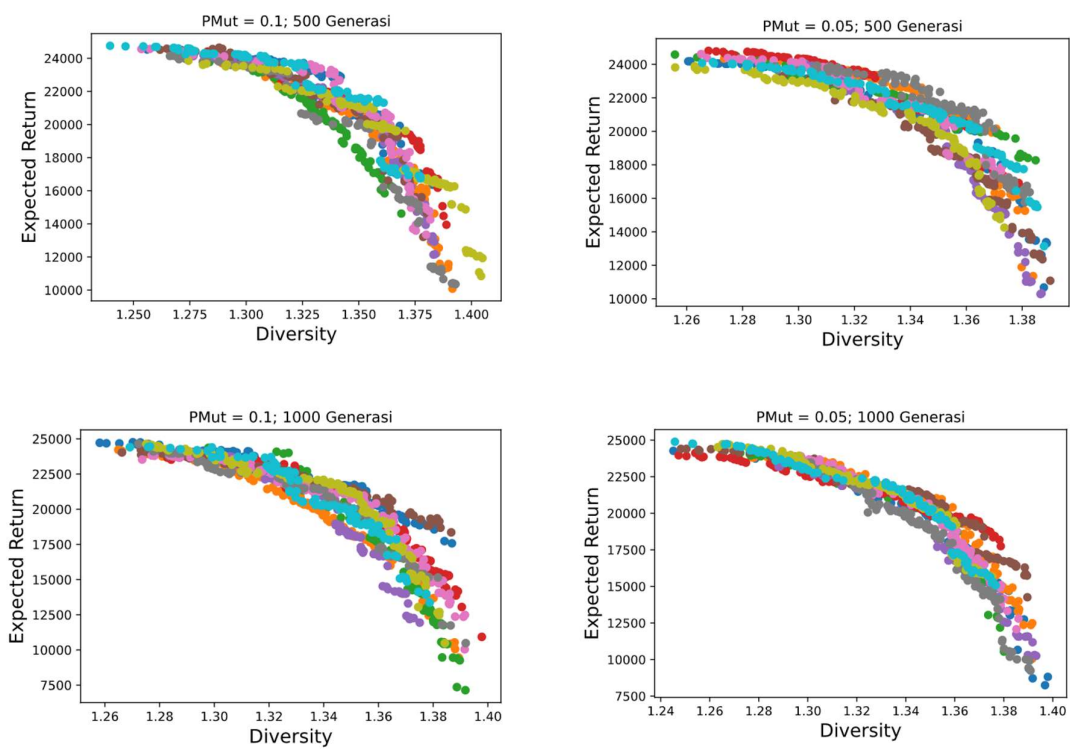 PMut = 0.1; 500 Generasi
24000
22000
20000
18000
16000
14000
12000
10000
Expected Return
1.250 1.275 1.300 1.325 1.350 1.375 1.400
Diversity
PMut = 0.05; 500 Generasi
24000
22000
20000
18000
16000
14000
12000
10000
Expected Return
1.26 1.28 1.30 1.32 1.34 1.36 1.38
Diversity
PMut = 0.1; 1000 Generasi
25000
22500
20000
17500
15000
12500
10000
7500
Expected Return
1.26 1.28 1.30 1.32 1.34 1.36 1.38 1.40
Diversity
PMut = 0.05; 1000 Generasi
25000
22500
20000
17500
15000
12500
10000
7500
Expected Return
1.24 1.26 1.28 1.30 1.32 1.34 1.36 1.38 1.40
Diversity